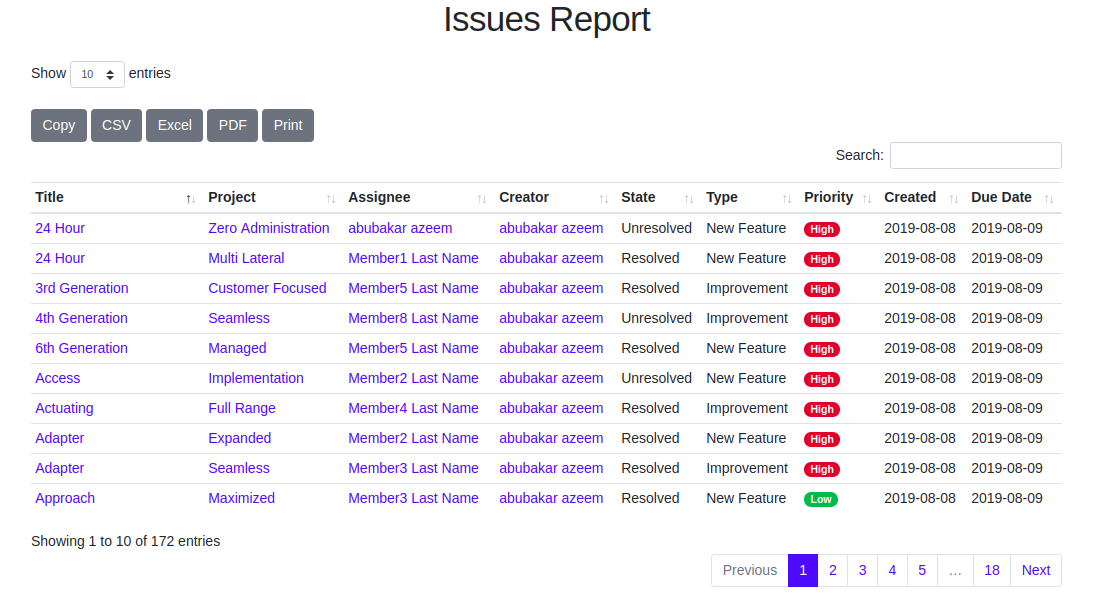 Issues Report
Show 10 entries
Copy CSV Excel PDF Print
Search:
Title Project Assignee Creator State Type Priority Created Due Date
24 Hour Zero Administration abubakar azeem abubakar azeem Unresolved New Feature High 2019-08-08 2019-08-09
24 Hour Multi Lateral Member1 Last Name abubakar azeem Resolved New Feature High 2019-08-08 2019-08-09
3rd Generation Customer Focused Member5 Last Name abubakar azeem Resolved Improvement High 2019-08-08 2019-08-09
4th Generation Seamless Member8 Last Name abubakar azeem Unresolved Improvement High 2019-08-08 2019-08-09
6th Generation Managed Member5 Last Name abubakar azeem Resolved New Feature High 2019-08-08 2019-08-09
Access Implementation Member2 Last Name abubakar azeem Unresolved New Feature High 2019-08-08 2019-08-09
Actuating Full Range Member4 Last Name abubakar azeem Resolved Improvement High 2019-08-08 2019-08-09
Adapter Expanded Member2 Last Name abubakar azeem Resolved New Feature High 2019-08-08 2019-08-09
Adapter Seamless Member3 Last Name abubakar azeem Resolved Improvement High 2019-08-08 2019-08-09
Approach Maximized Member3 Last Name abubakar azeem Resolved New Feature Low 2019-08-08 2019-08-09
Showing 1 to 10 of 172 entries
Previous 1 2 3 4 5 … 18 Next